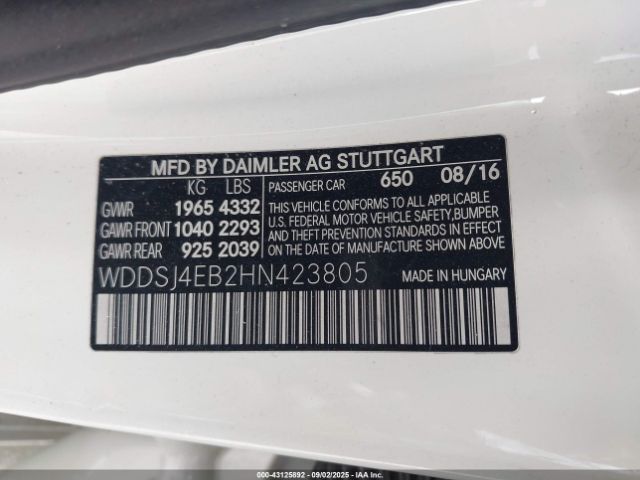 MFD BY DAIMLER AG STUTTGART
KG LBS
GVWR 1965 4332
GAWR FRONT 1040 2293
GAWR REAR 925 2039
PASSENGER CAR 650 08/16
THIS VEHICLE CONFORMS TO ALL APPLICABLE
U.S. FEDERAL MOTOR VEHICLE SAFETY, BUMPER
AND THEFT PREVENTION STANDARDS IN EFFECT
ON THE DATE OF MANUFACTURE SHOWN ABOVE.
WDDSJ4EB2HN423805 MADE IN HUNGARY
000-43125892 - 09/02/2025 - IAAI.COM